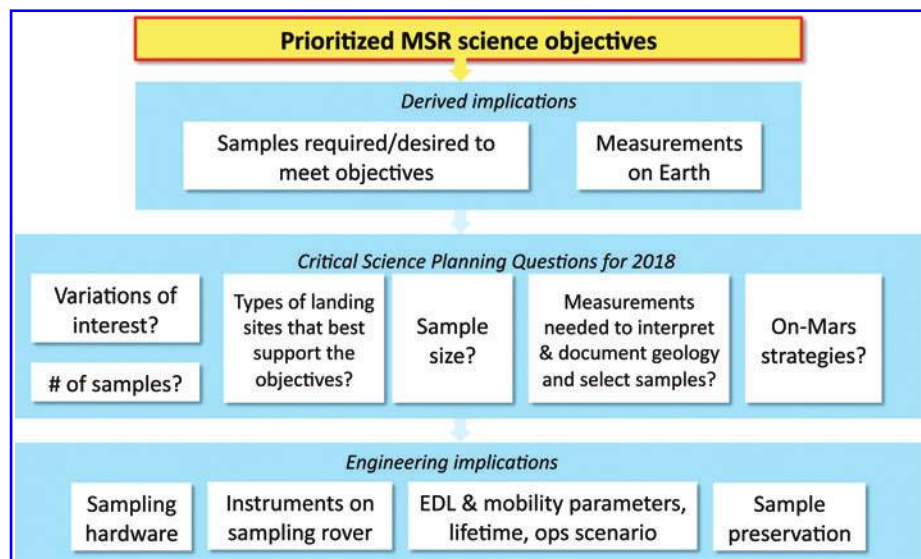 Prioritized MSR science objectives
Derived implications
Samples required/desired to
meet objectives
Measurements
on Earth
Critical Science Planning Questions for 2018
Variations of
interest?
# of samples?
Types of landing
sites that best
support the
objectives?
Sample
size?
Measurements
needed to interpret
& document geology
and select samples?
On-Mars
strategies?
Engineering implications
Sampling
hardware
Instruments on
sampling rover
EDL & mobility parameters,
lifetime, ops scenario
Sample
preservation